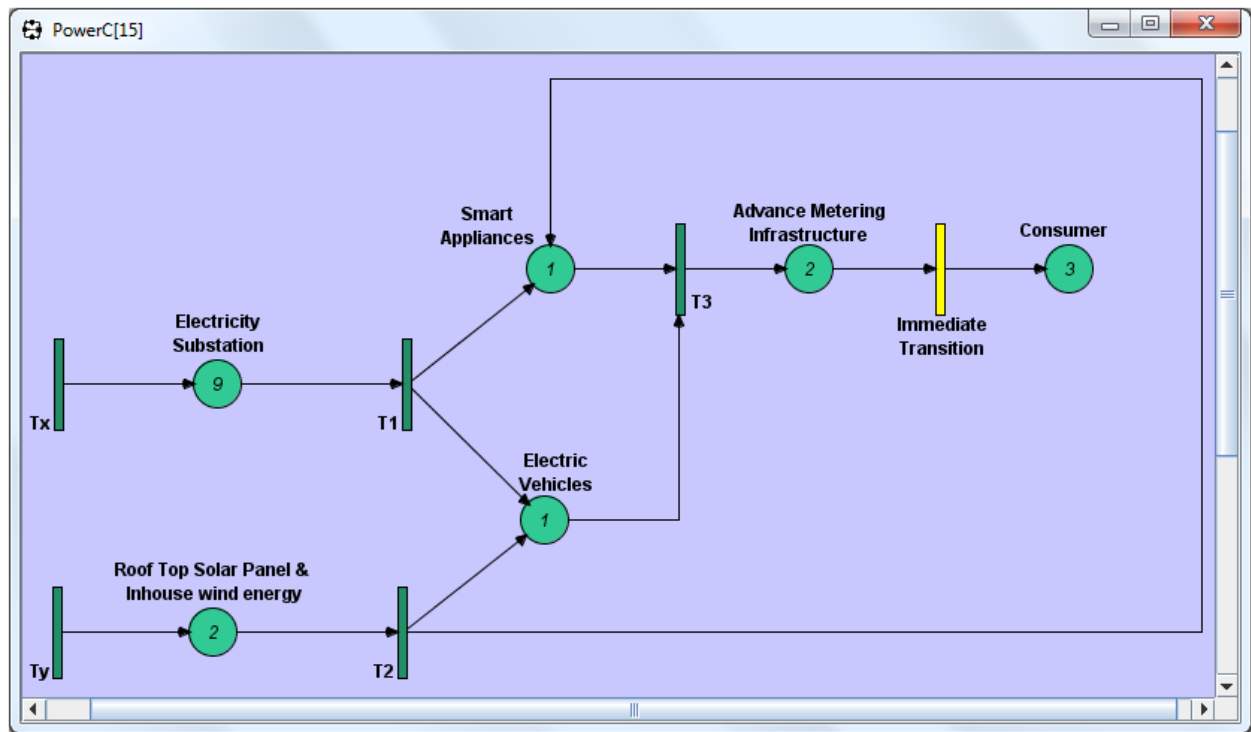 PowerC[15]
Smart
Appliances
1
T3
Advance Metering
Infrastructure
2
Immediate
Transition
Consumer
3
Electricity
Substation
9
Tx
T1
Electric
Vehicles
1
Roof Top Solar Panel &
Inhouse wind energy
2
Ty
T2